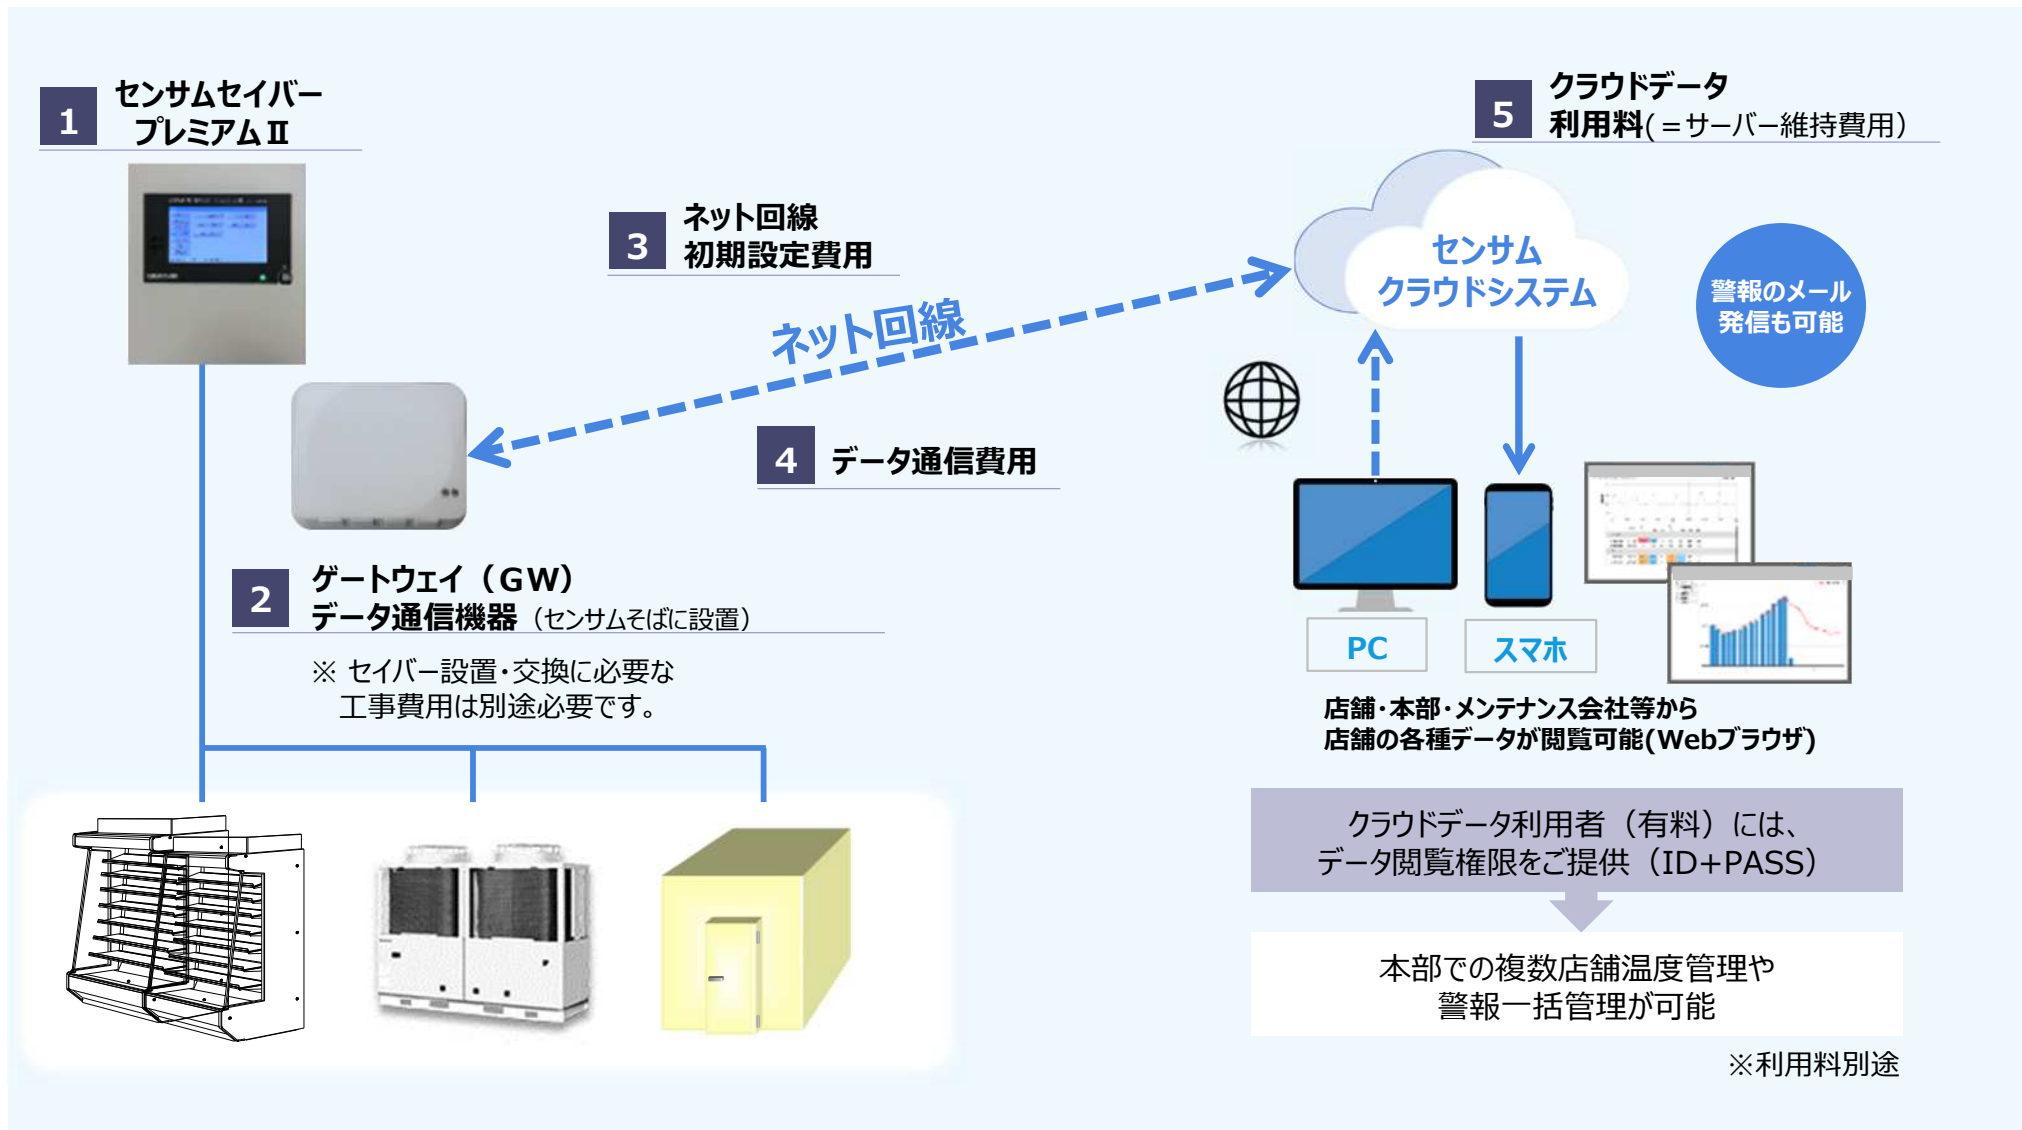 1
センサムセイバー
プレミアムⅡ
3
ネット回線
初期設定費用
ネット回線
4
データ通信費用
2
ゲートウェイ（GW）
データ通信機器（センサムそばに設置）
※ セイバー設置・交換に必要な
工事費用は別途必要です。
5
クラウドデータ
利用料(＝サーバー維持費用）
センサム
クラウドシステム
警報のメール
発信も可能
PC
スマホ
店舗・本部・メンテナンス会社等から
店舗の各種データが閲覧可能(Webブラウザ)
クラウドデータ利用者（有料）には、
データ閲覧権限をご提供（ID+PASS）
本部での複数店舗温度管理や
警報一括管理が可能
※利用料別途